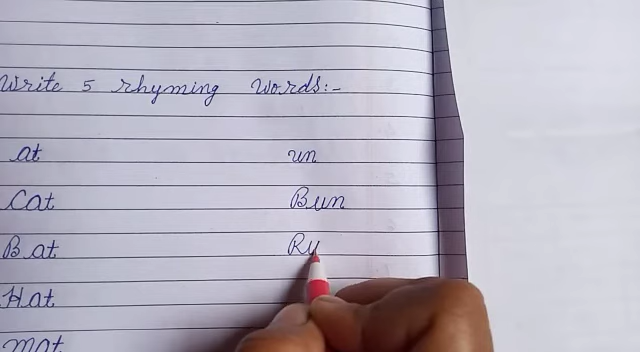 Write 5 rhyming words:-
at un
Cat Bun
Bat Ru
Hat
mat